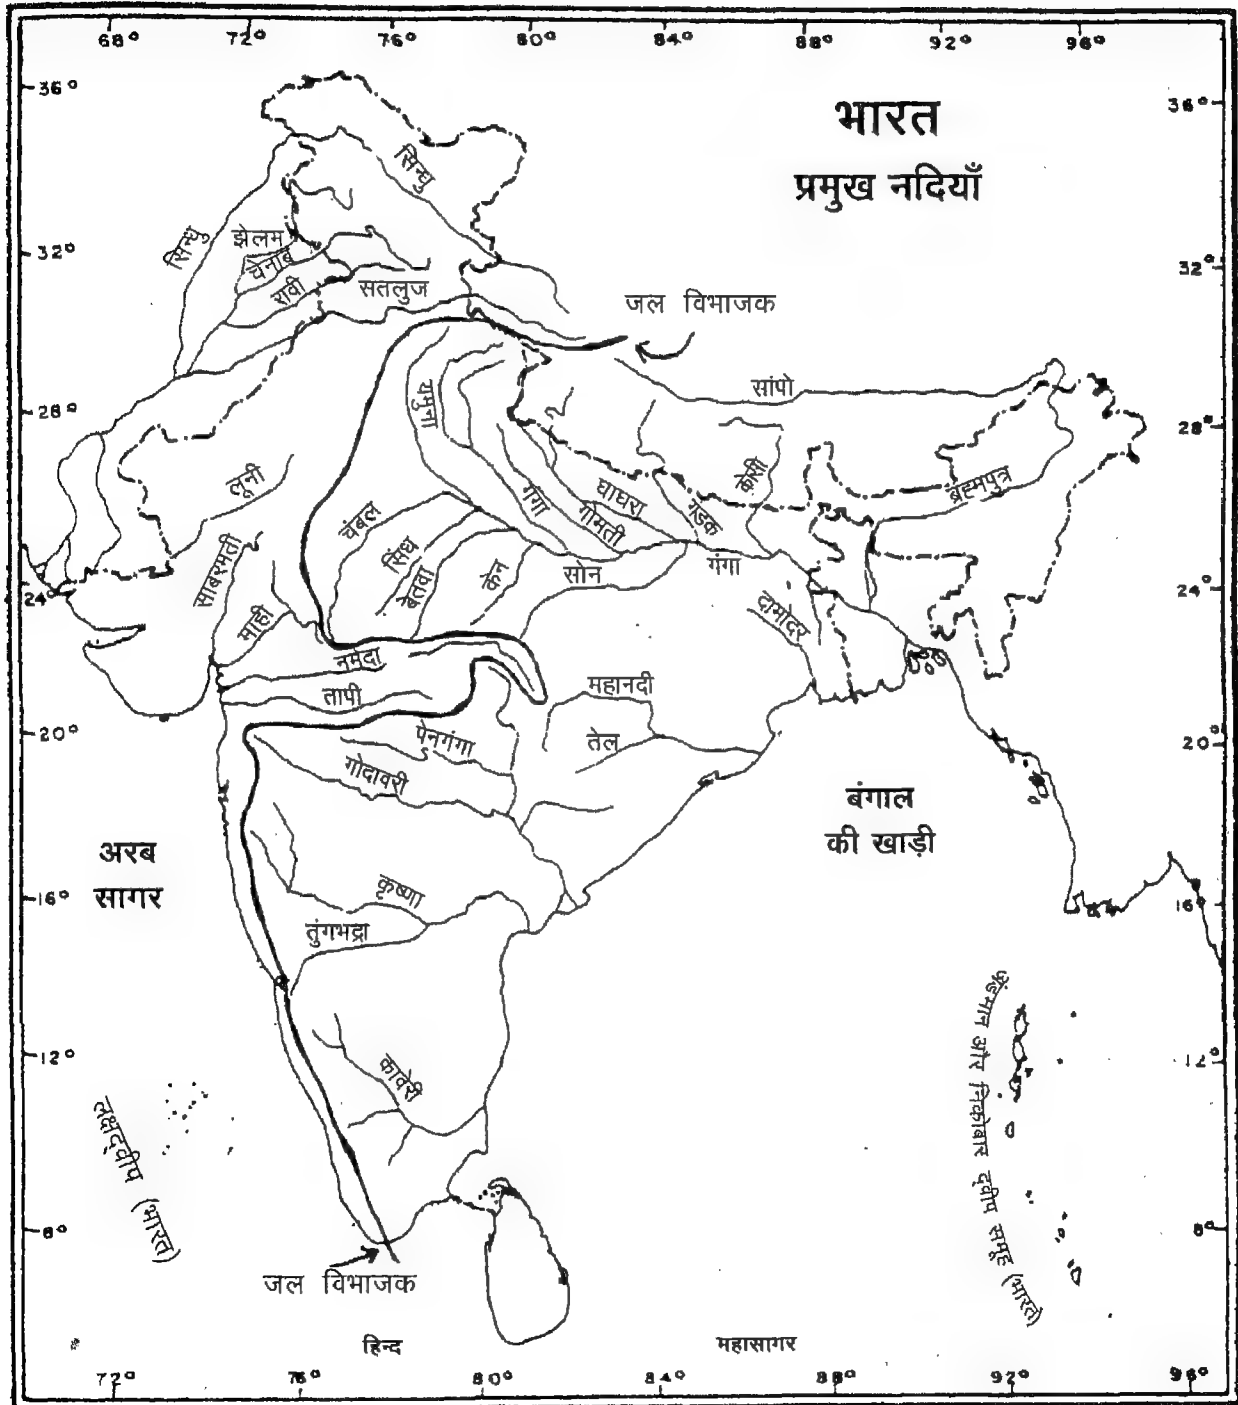 68° 72° 76° 80° 84° 88° 92° 96°
36° 36°
भारत
प्रमुख नदियाँ
सिन्धु
सिन्धु
झेलम
चेनाब
रावी
सतलुज
32° 32°
जल विभाजक
सांपो
28° 28°
यमुना
लूनी
चंबल
सिंध
बेतवा
केन
सोन
गंगा
गोमती
घाघरा
गंडक
कोसी
गंगा
ब्रह्मपुत्र
दामोदर
साबरमती
माही
24° 24°
नर्मदा
तापी
महानदी
तेल
20° 20°
पेनगंगा
गोदावरी
बंगाल
की खाड़ी
अरब
सागर
16° 16°
कृष्णा
तुंगभद्रा
12° 12°
कावेरी
लक्षद्वीप (भारत)
अंडमान और निकोबार द्वीप समूह (भारत)
8° 8°
जल विभाजक
हिन्द महासागर
72° 76° 80° 84° 88° 92° 96°